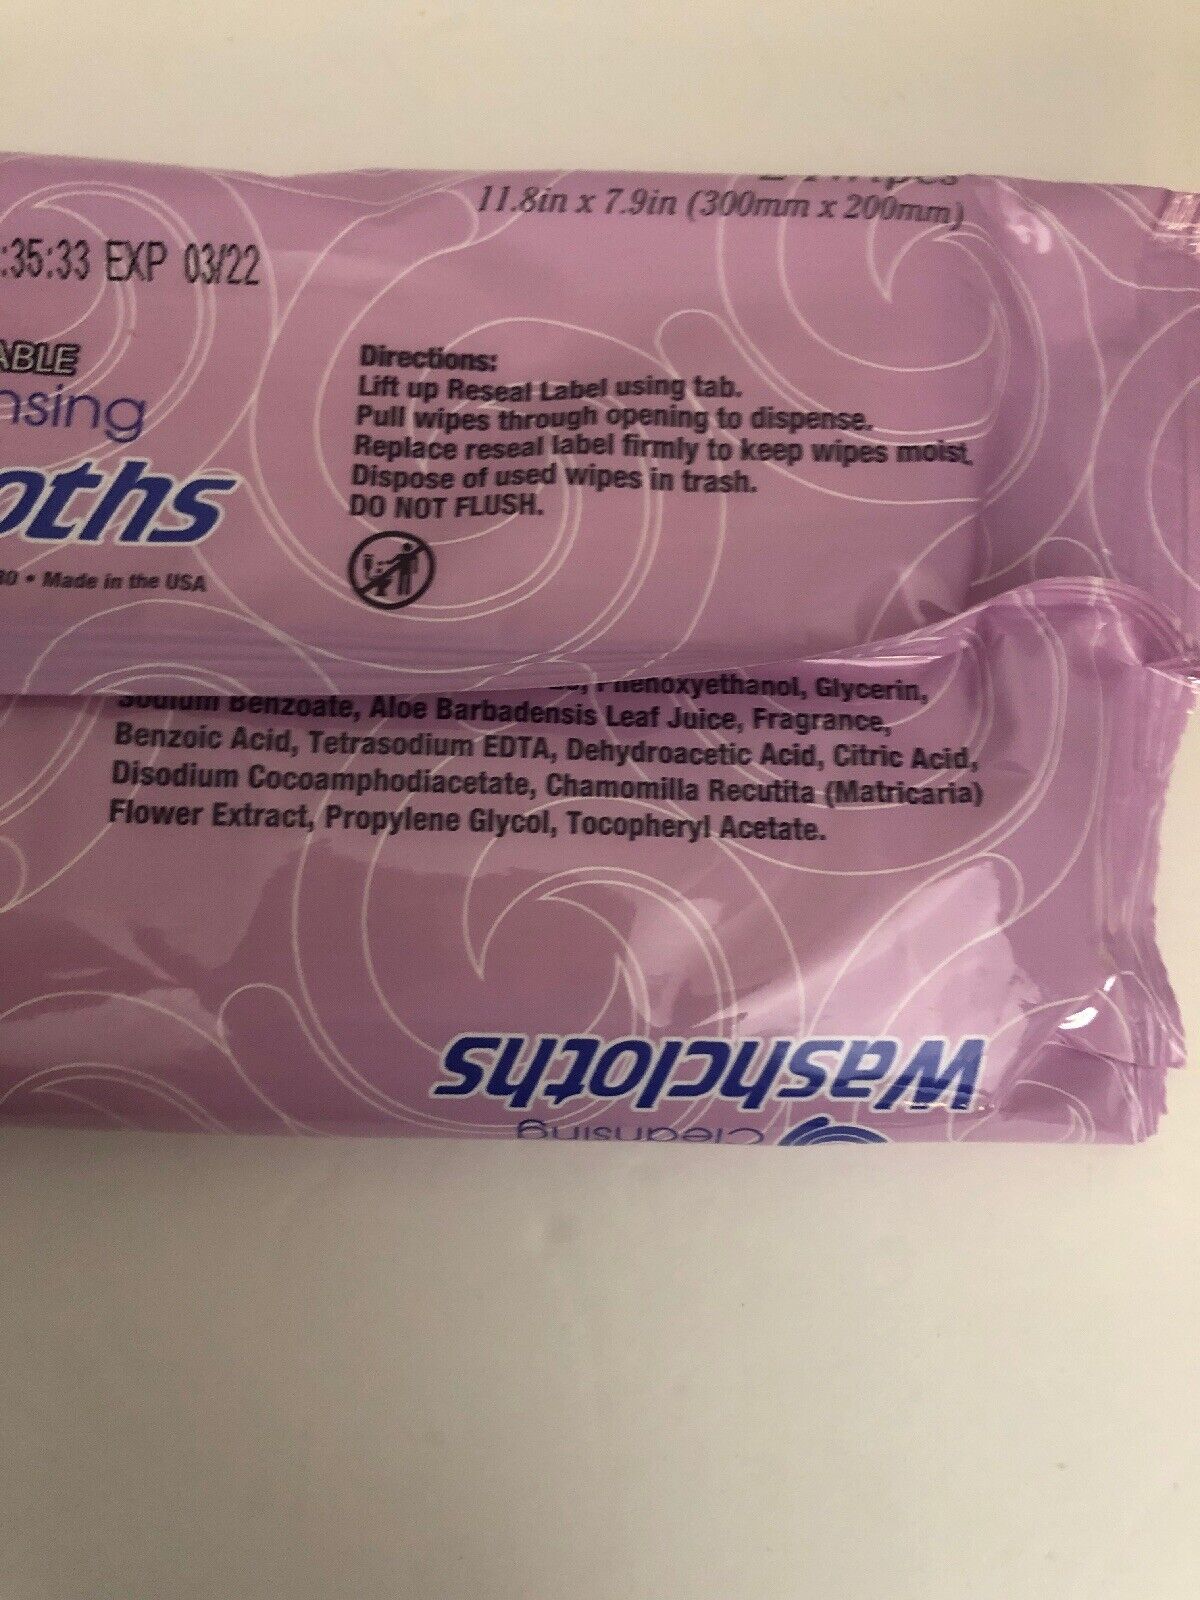 11.8in x 7.9in (300mm x 200mm)
:35:33 EXP 03/22
Directions:
Lift up Reseal Label using tab.
Pull wipes through opening to dispense.
Replace reseal label firmly to keep wipes moist.
Dispose of used wipes in trash.
DO NOT FLUSH.
ABLE
nsing
oths
80 • Made in the USA
Phenoxyethanol, Glycerin,
Sodium Benzoate, Aloe Barbadensis Leaf Juice, Fragrance,
Benzoic Acid, Tetrasodium EDTA, Dehydroacetic Acid, Citric Acid,
Disodium Cocoamphodiacetate, Chamomilla Recutita (Matricaria)
Flower Extract, Propylene Glycol, Tocopheryl Acetate.
Cleansing
Washcloths